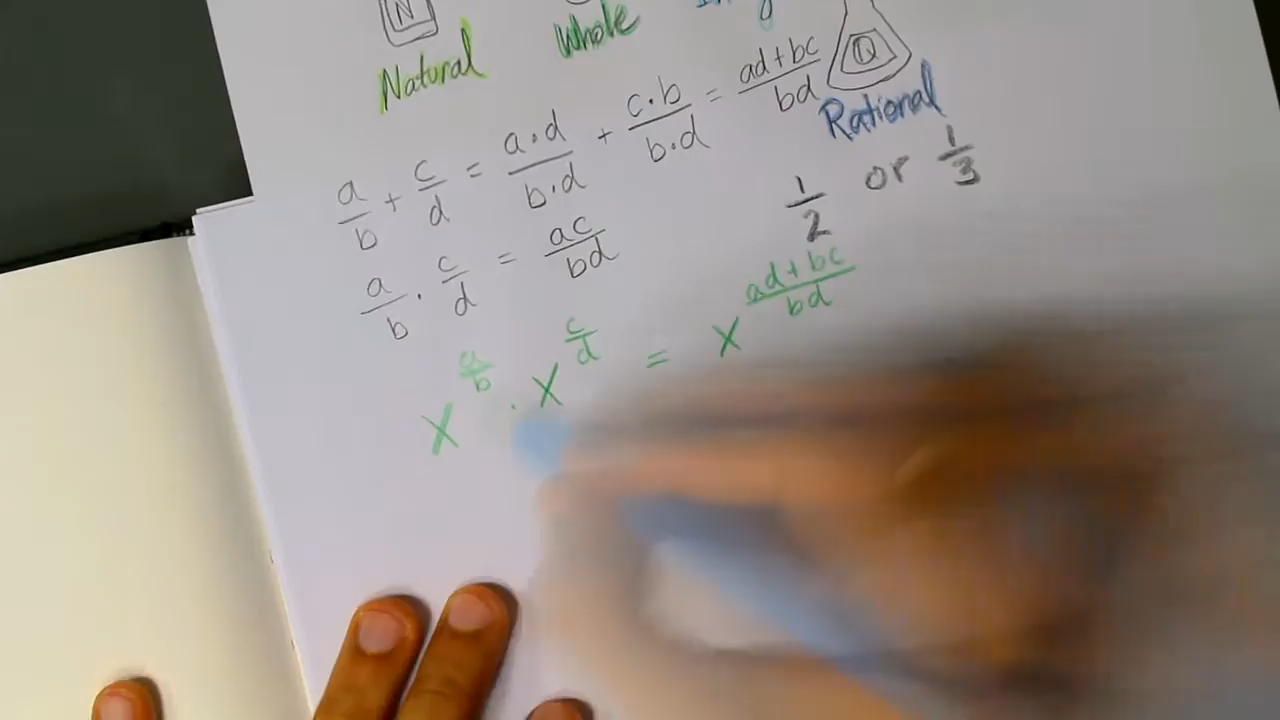 N
Natural Whole
Q
Rational
a/b + c/d = a·d/b·d + c·b/b·d = ad+bc/bd
1/2 or 1/3
a/b · c/d = ac/bd
x^(a/b) · x^(c/d) = x^((ad+bc)/bd)